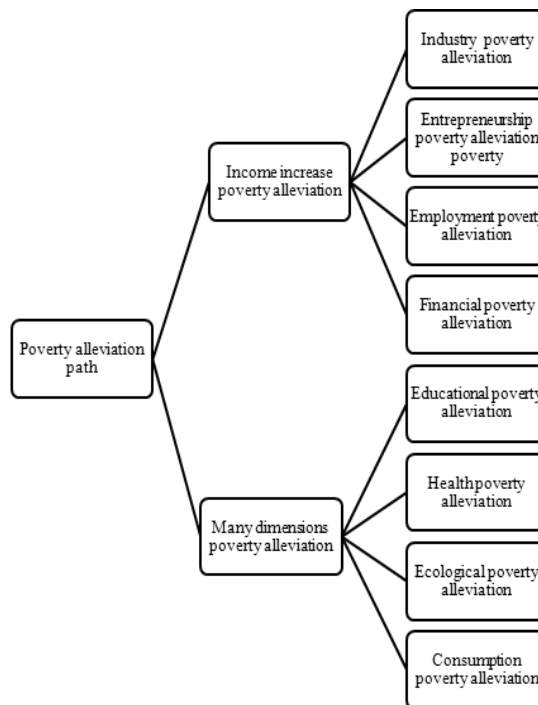 Poverty alleviation
path
Income increase
poverty alleviation
Many dimensions
poverty alleviation
Industry poverty
alleviation
Entrepreneurship
poverty alleviation
poverty
Employment poverty
alleviation
Financial poverty
alleviation
Educational poverty
alleviation
Health poverty
alleviation
Ecological poverty
alleviation
Consumption
poverty alleviation